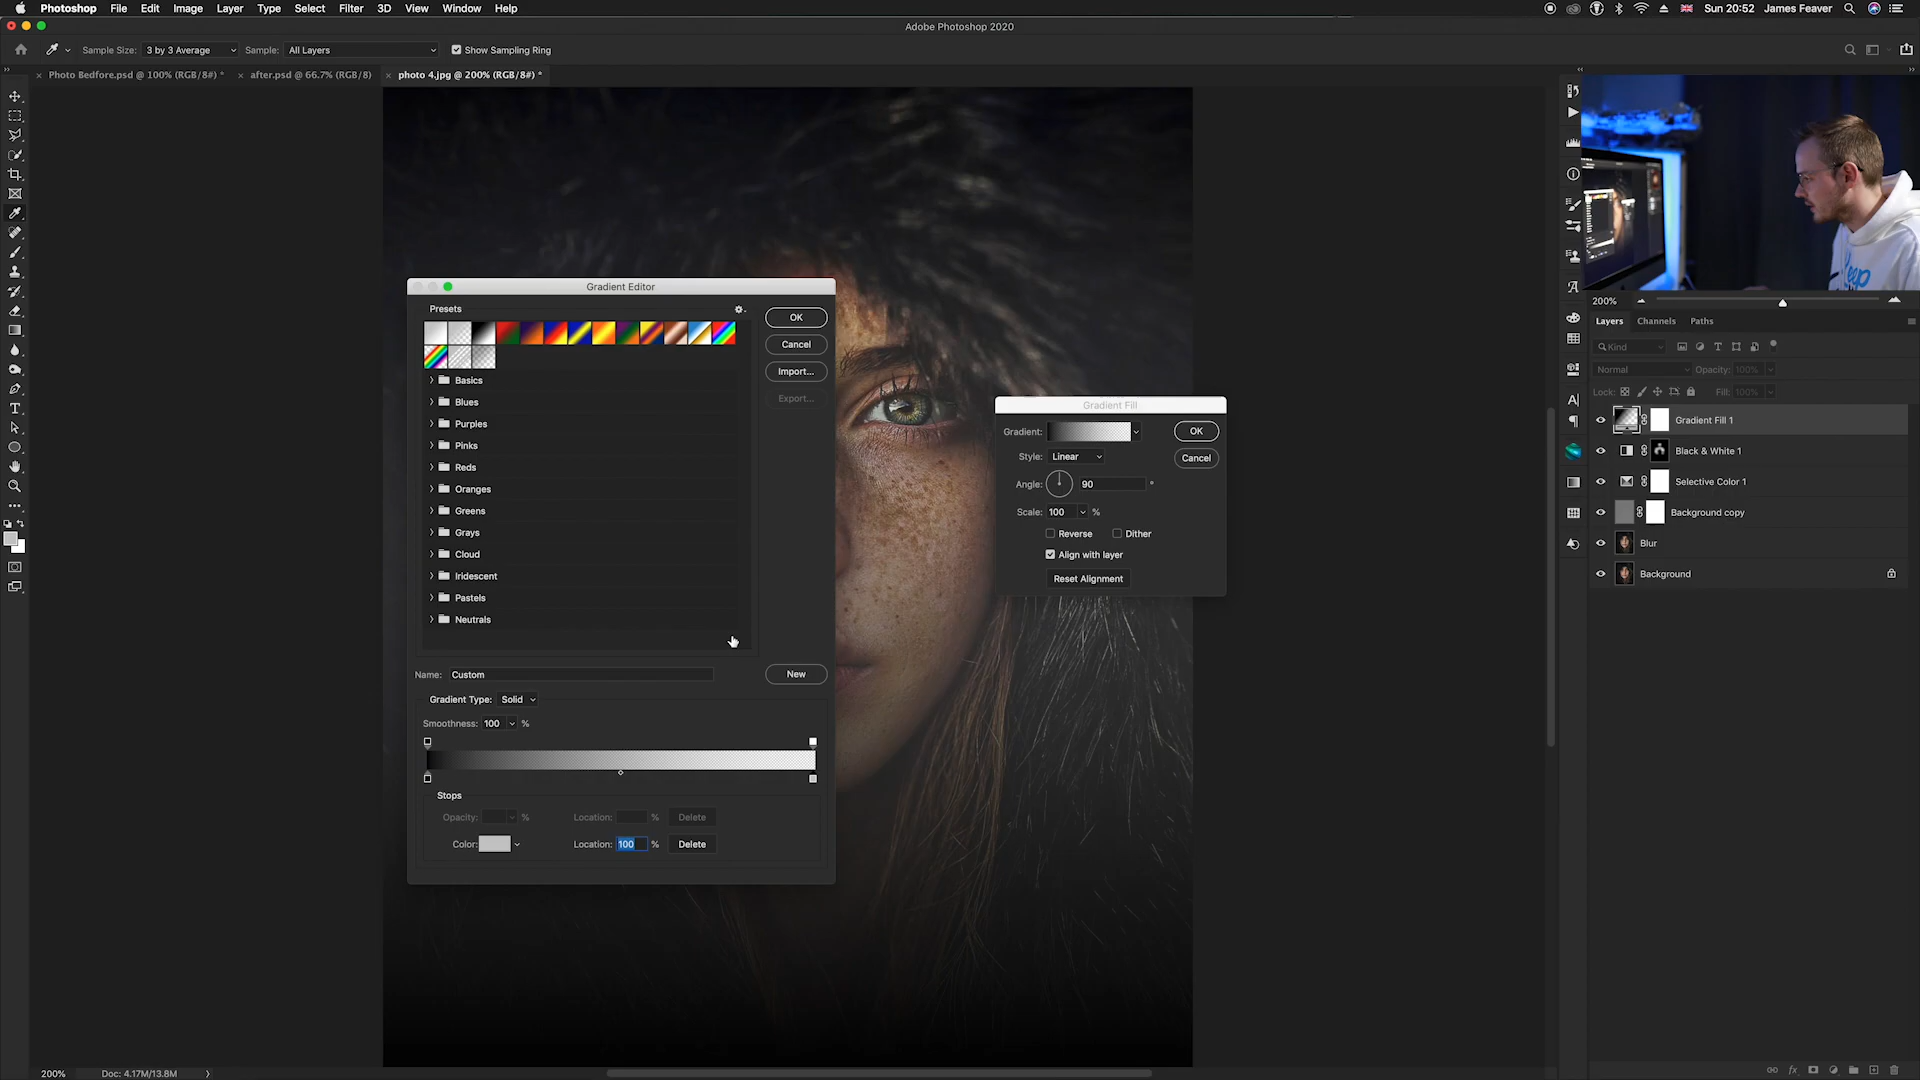 Photoshop File Edit Image Layer Type Select Filter 3D View Window Help Sun 20:52 James Feaver
Adobe Photoshop 2020
Sample Size: 3 by 3 Average Sample: All Layers Show Sampling Ring
Photo Bedfore.psd @ 100% (RGB/8#) * after.psd @ 66.7% (RGB/8) photo 4.jpg @ 200% (RGB/8#) *
Gradient Editor
Presets
OK
Cancel
Import...
Export...
Basics
Blues
Purples
Pinks
Reds
Oranges
Greens
Grays
Cloud
Iridescent
Pastels
Neutrals
Name: Custom
New
Gradient Type: Solid
Smoothness: 100 %
Stops
Opacity: % Location: % Delete
Color: Location: 100 % Delete
Gradient Fill
Gradient: OK
Style: Linear Cancel
Angle: 90 °
Scale: 100 %
Reverse Dither
Align with layer
Reset Alignment
200%
Layers Channels Paths
Kind
Normal Opacity: 100%
Lock: Fill: 100%
Gradient Fill 1
Black & White 1
Selective Color 1
Background copy
Blur
Background
200% Doc: 4.17M/13.8M